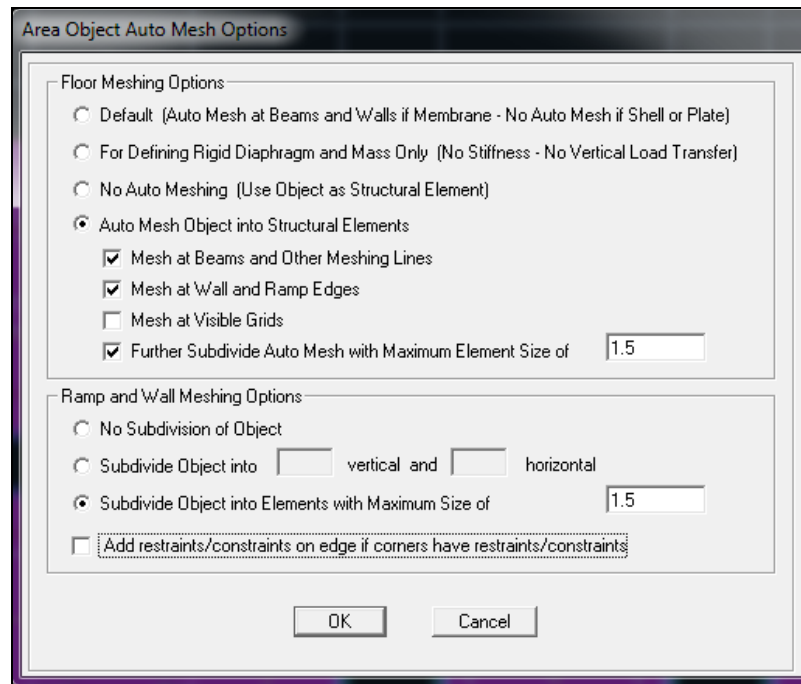 Area Object Auto Mesh Options
Floor Meshing Options
Default (Auto Mesh at Beams and Walls if Membrane - No Auto Mesh if Shell or Plate)
For Defining Rigid Diaphragm and Mass Only (No Stiffness - No Vertical Load Transfer)
No Auto Meshing (Use Object as Structural Element)
Auto Mesh Object into Structural Elements
Mesh at Beams and Other Meshing Lines
Mesh at Wall and Ramp Edges
Mesh at Visible Grids
Further Subdivide Auto Mesh with Maximum Element Size of 1.5
Ramp and Wall Meshing Options
No Subdivision of Object
Subdivide Object into vertical and horizontal
Subdivide Object into Elements with Maximum Size of 1.5
Add restraints/constraints on edge if corners have restraints/constraints
OK Cancel